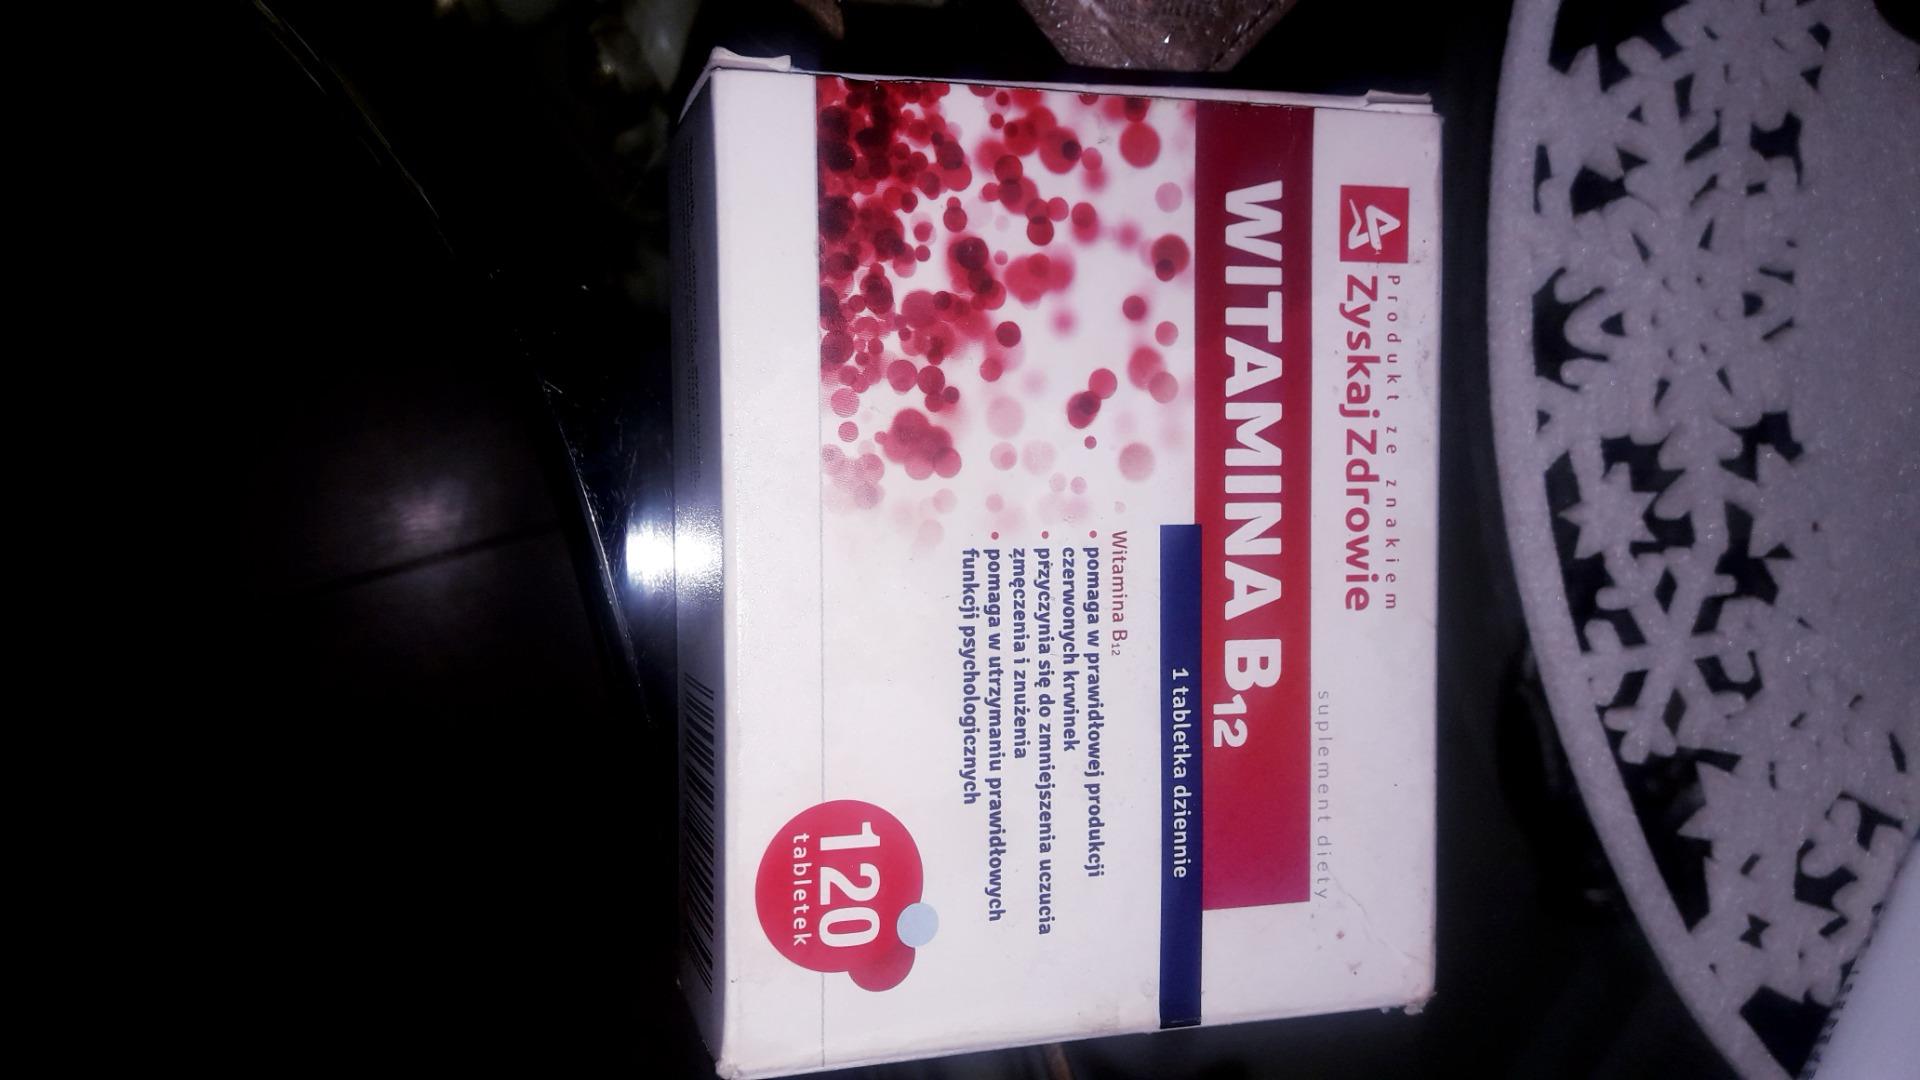 Produkt ze znakiem
Zyskaj Zdrowie
suplement diety
WITAMINA B12
1 tabletka dziennie
Witamina B12
• pomaga w prawidłowej produkcji
czerwonych krwinek
• przyczynia się do zmniejszenia uczucia
zmęczenia i znużenia
• pomaga w utrzymaniu prawidłowych
funkcji psychologicznych
120
tabletek